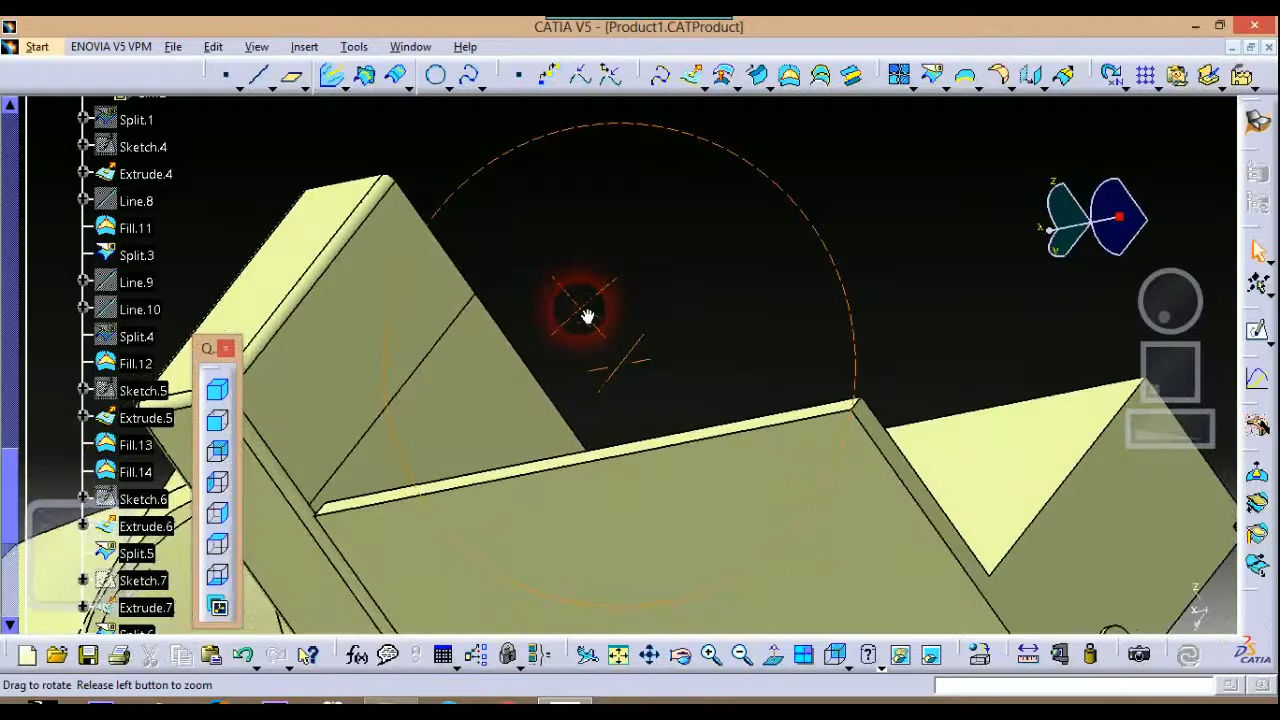 CATIA V5 - [Product1.CATProduct]
Start ENOVIA V5 VPM File Edit View Insert Tools Window Help
Split.1
Sketch.4
Extrude.4
Line.8
Fill.11
Split.3
Line.9
Line.10
Split.4
Fill.12
Sketch.5
Extrude.5
Fill.13
Fill.14
Sketch.6
Extrude.6
Split.5
Sketch.7
Extrude.7
Q.
z
x
y
z
x
y
CATIA
Drag to rotate Release left button to zoom